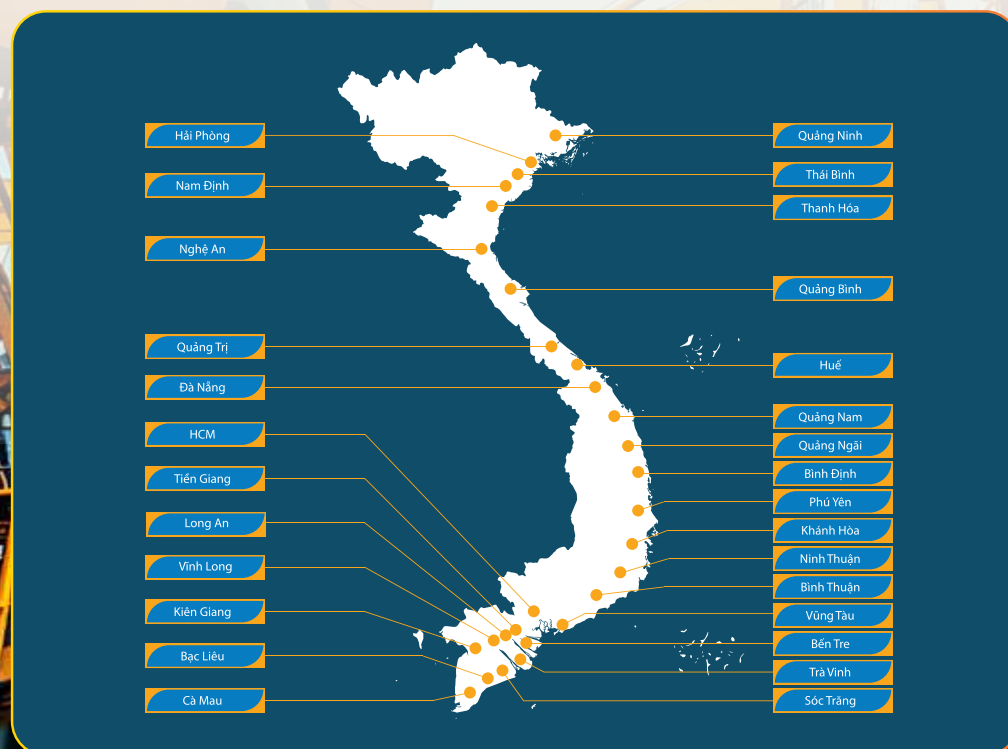 Hải Phòng
Nam Định
Nghệ An
Quảng Trị
Đà Nẵng
HCM
Tiền Giang
Long An
Vĩnh Long
Kiên Giang
Bạc Liêu
Cà Mau
Quảng Ninh
Thái Bình
Thanh Hóa
Quảng Bình
Huế
Quảng Nam
Quảng Ngãi
Bình Định
Phú Yên
Khánh Hòa
Ninh Thuận
Bình Thuận
Vũng Tàu
Bến Tre
Trà Vinh
Sóc Trăng